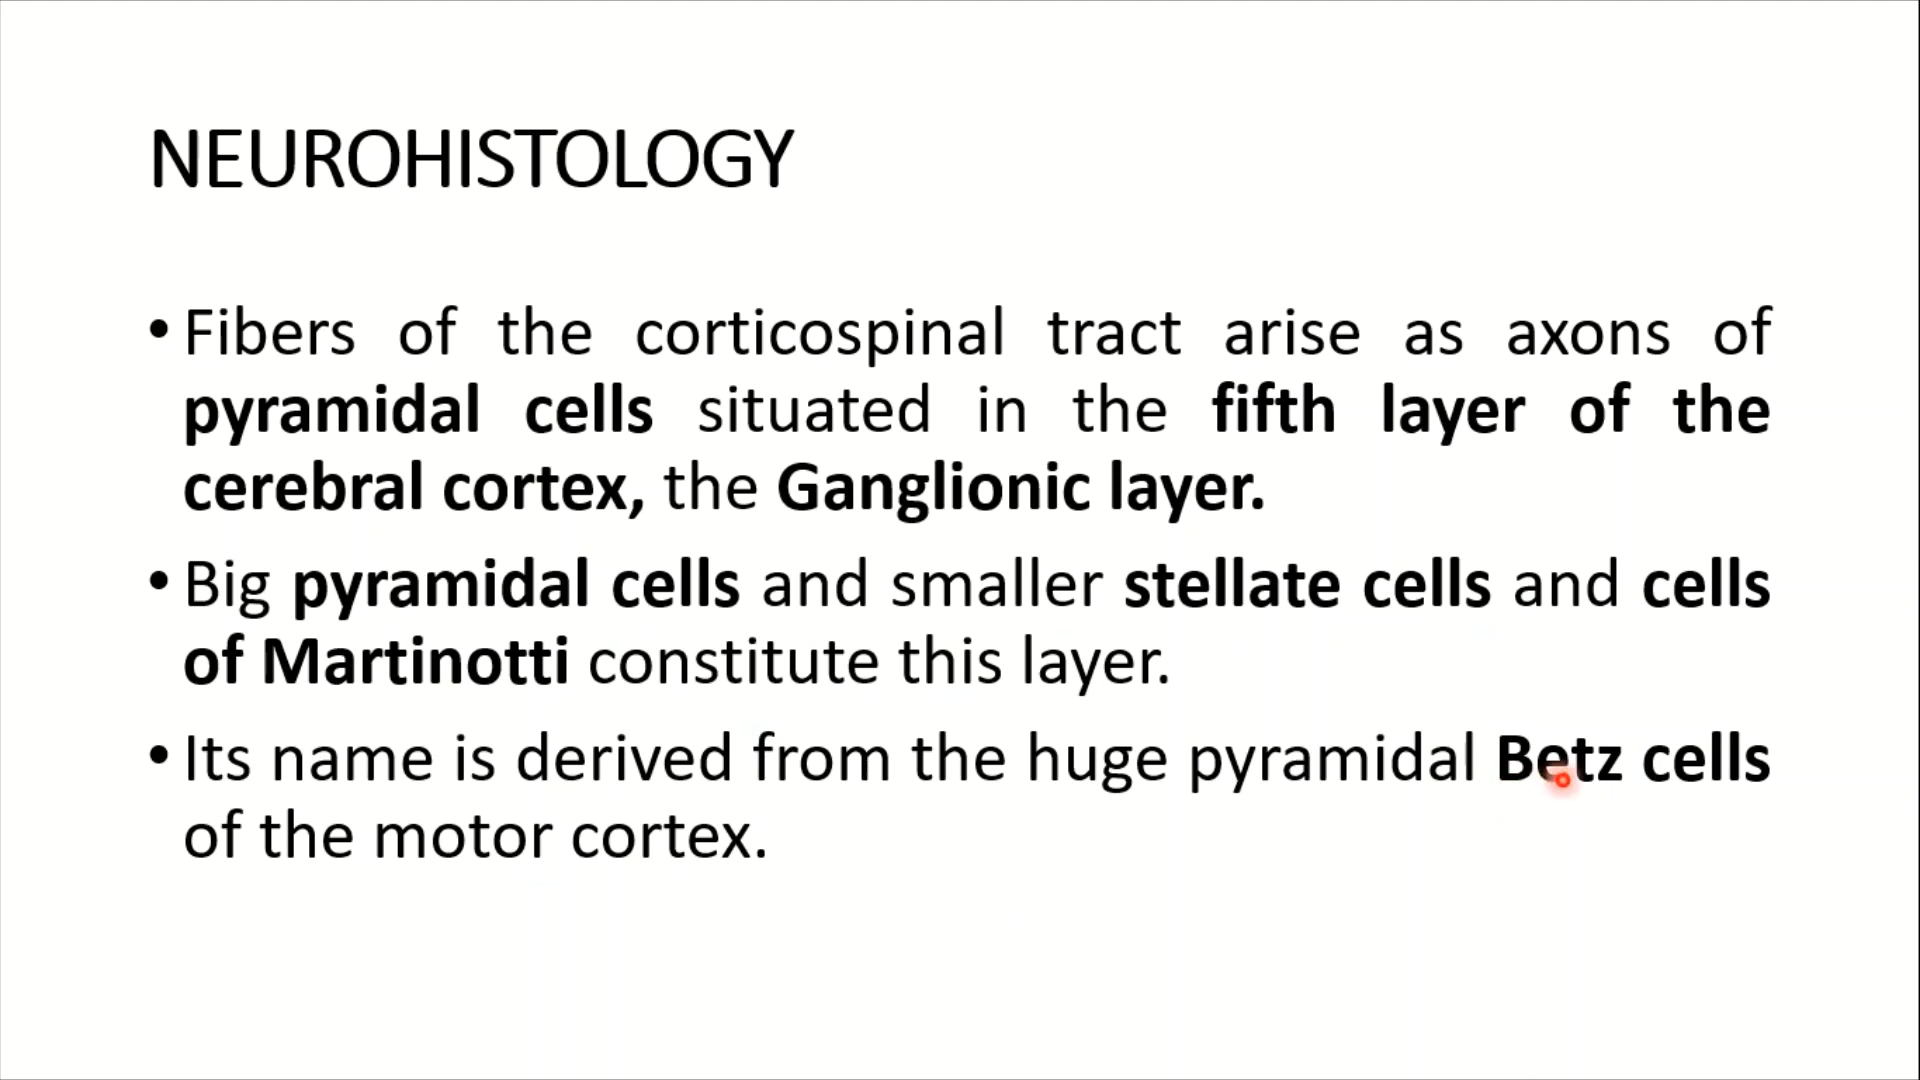 NEUROHISTOLOGY
• Fibers of the corticospinal tract arise as axons of
pyramidal cells situated in the fifth layer of the
cerebral cortex, the Ganglionic layer.
• Big pyramidal cells and smaller stellate cells and cells
of Martinotti constitute this layer.
• Its name is derived from the huge pyramidal Betz cells
of the motor cortex.